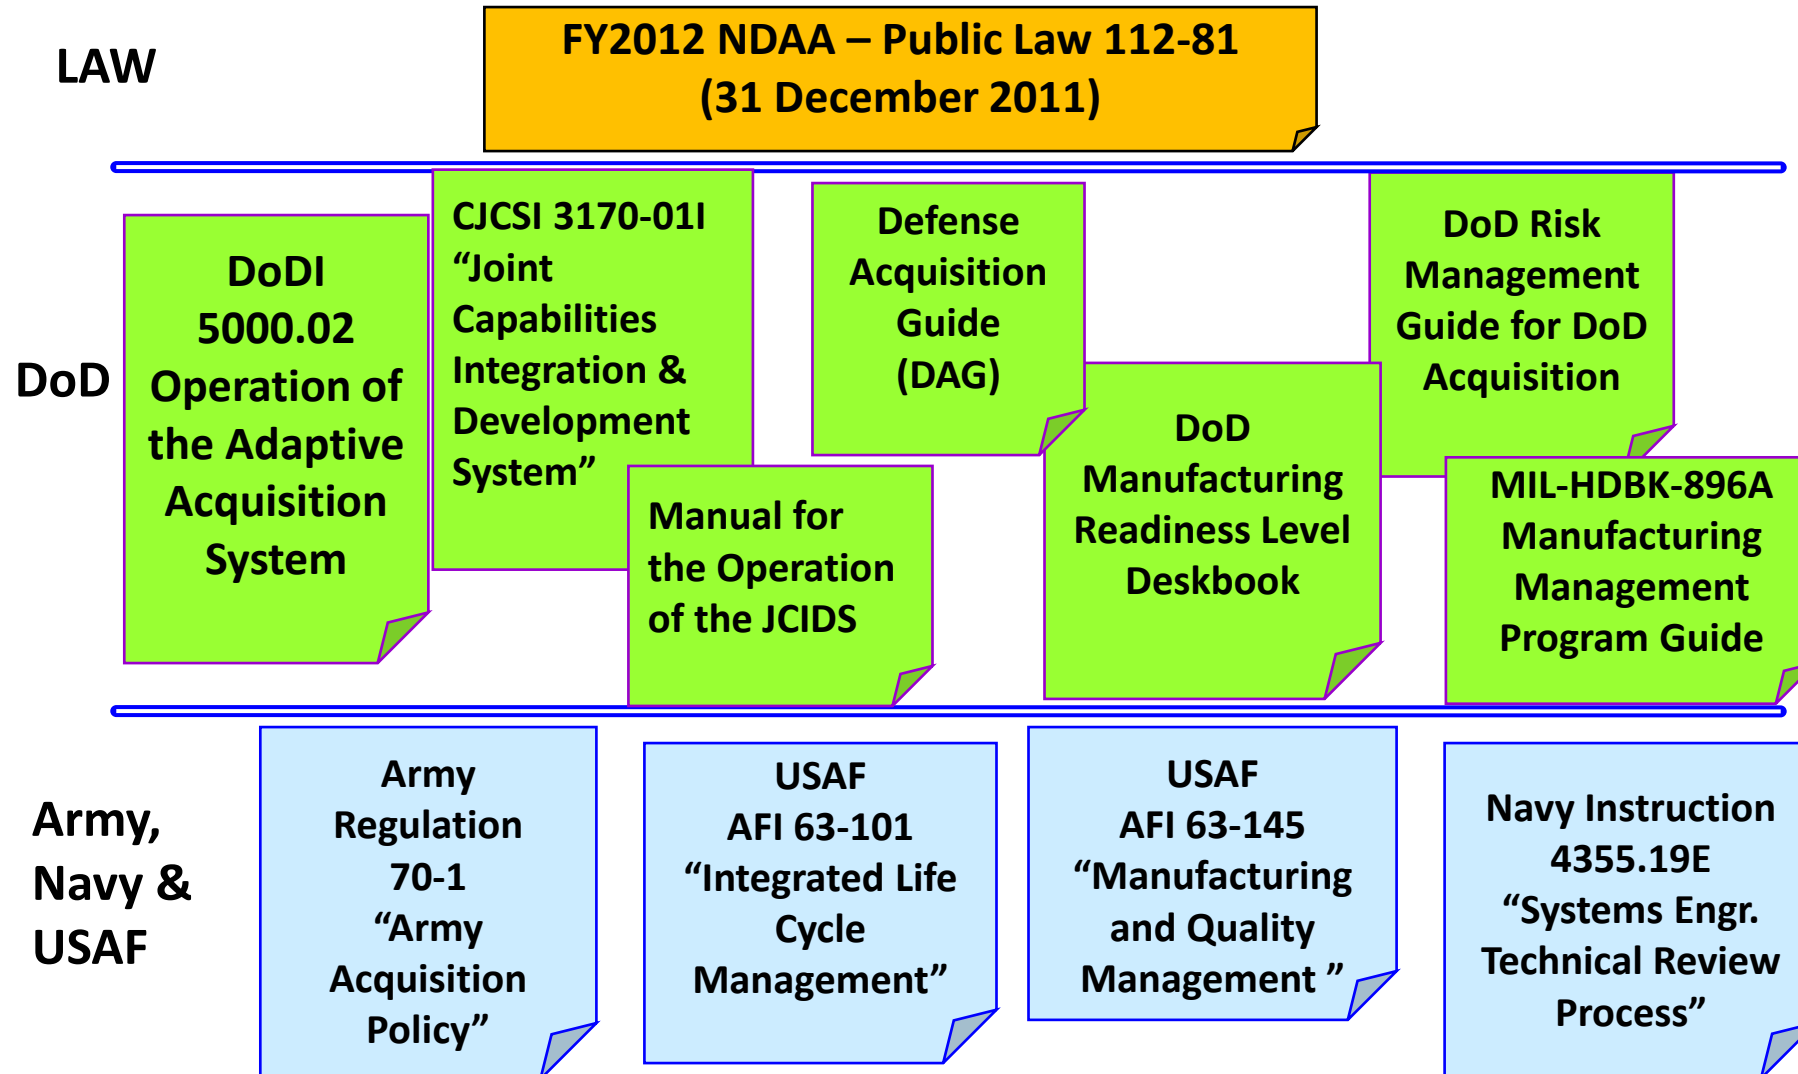 LAW
FY2012 NDAA – Public Law 112-81
(31 December 2011)
DoD
DoDI
5000.02
Operation of
the Adaptive
Acquisition
System
CJCSI 3170-01I
“Joint
Capabilities
Integration &
Development
System”
Manual for
the Operation
of the JCIDS
Defense
Acquisition
Guide
(DAG)
DoD
Manufacturing
Readiness Level
Deskbook
DoD Risk
Management
Guide for DoD
Acquisition
MIL-HDBK-896A
Manufacturing
Management
Program Guide
Army,
Navy &
USAF
Army
Regulation
70-1
“Army
Acquisition
Policy”
USAF
AFI 63-101
“Integrated Life
Cycle
Management”
USAF
AFI 63-145
“Manufacturing
and Quality
Management ”
Navy Instruction
4355.19E
“Systems Engr.
Technical Review
Process”